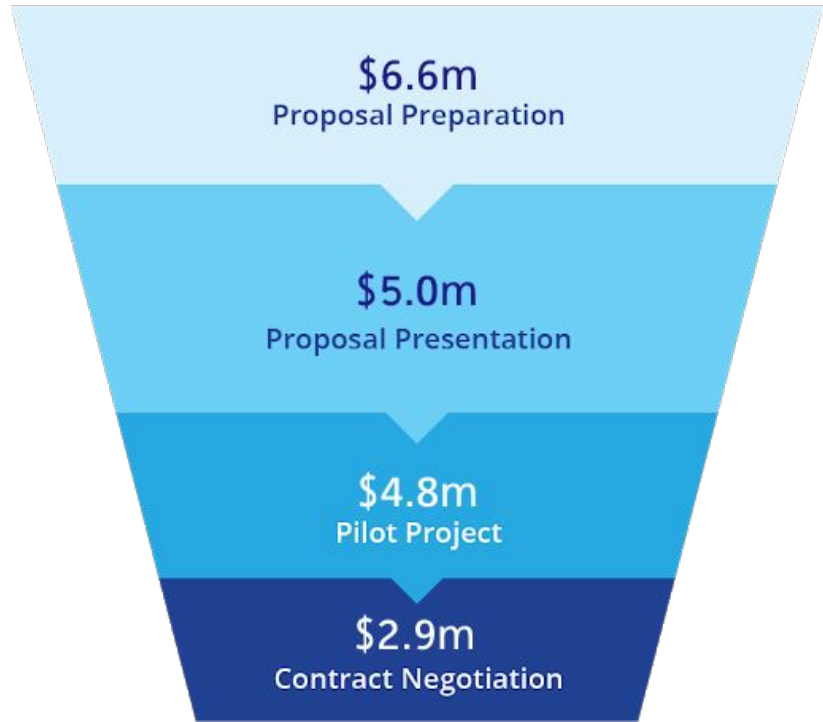 $6.6m
Proposal Preparation
$5.0m
Proposal Presentation
$4.8m
Pilot Project
$2.9m
Contract Negotiation